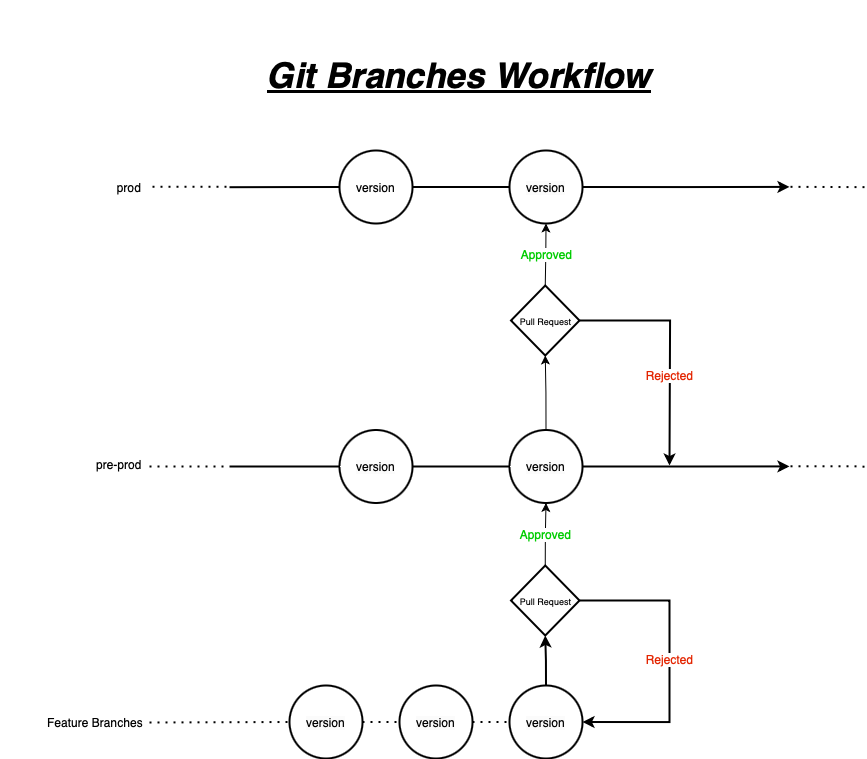 Git Branches Workflow
prod
version
version
Approved
Pull Request
Rejected
pre-prod
version
version
Approved
Pull Request
Rejected
Feature Branches
version
version
version